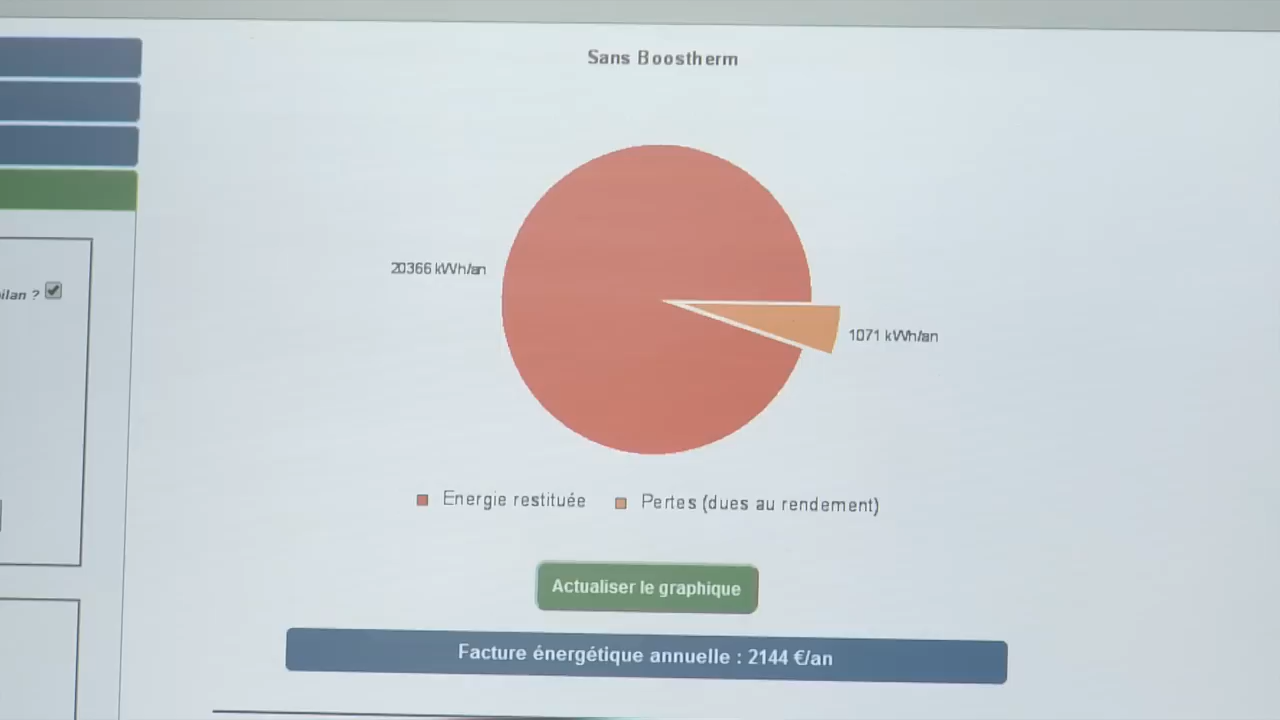 Sans Boostherm
20366 kWh/an
ilan ?
1071 kWh/an
Energie restituée
Pertes (dues au rendement)
Actualiser le graphique
Facture énergétique annuelle : 2144 €/an